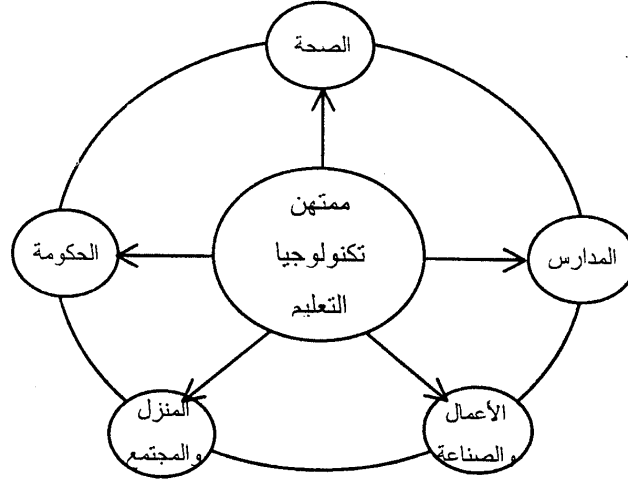 الصحة
ممتهن
تكنولوجيا
التعليم
المدارس
الحكومة
الأعمال
والصناعة
المنزل
والمجتمع